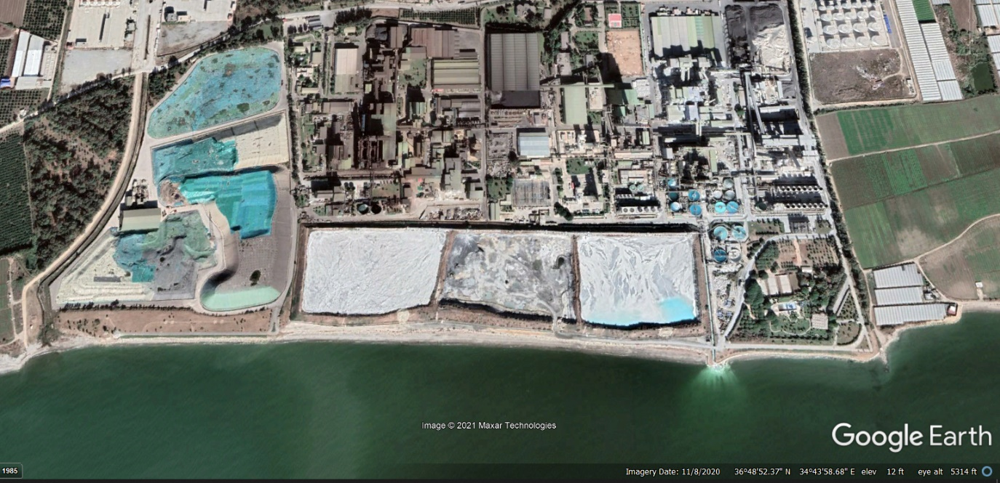 Image © 2021 Maxar Technologies
Google Earth
1985
Imagery Date: 11/8/2020 36°48'52.37" N 34°43'58.68" E elev 12 ft eye alt 5314 ft